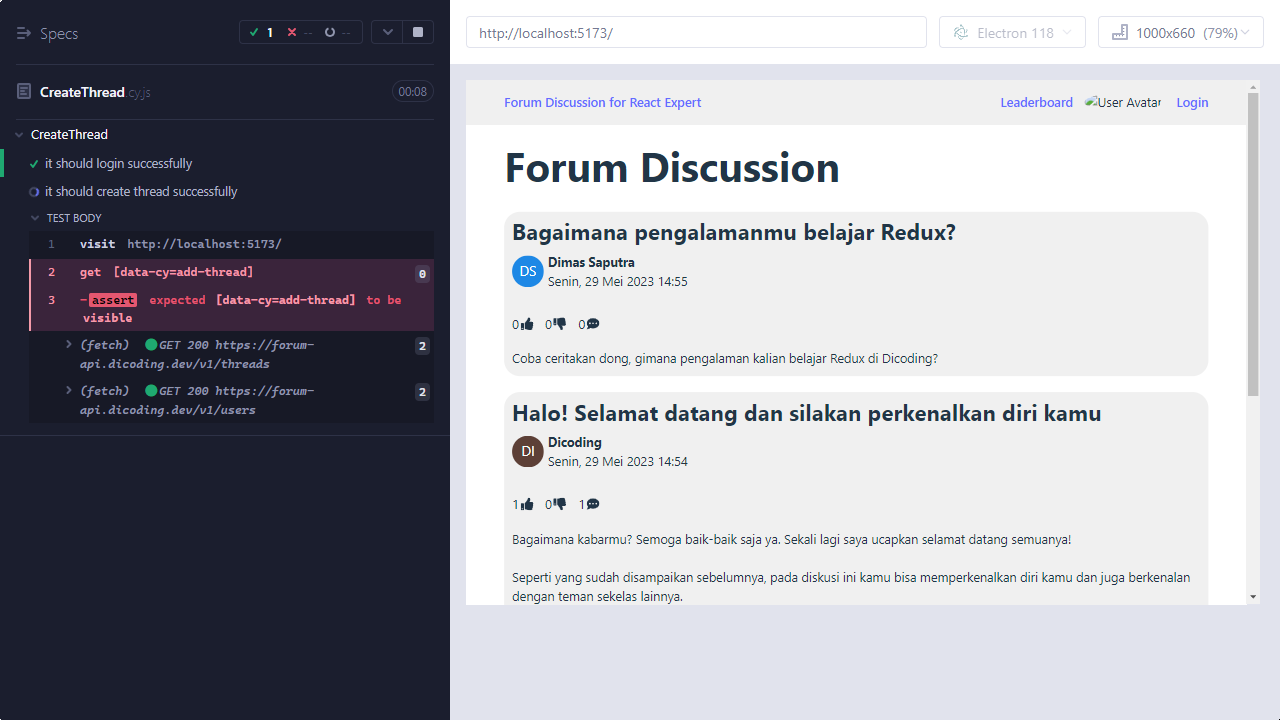 Specs
1
--
--
CreateThread.cy.js
00:08
CreateThread
it should login successfully
it should create thread successfully
TEST BODY
1 visit http://localhost:5173/
2 get [data-cy=add-thread] 0
3 -assert expected [data-cy=add-thread] to be
visible
(fetch) GET 200 https://forum-
api.dicoding.dev/v1/threads 2
(fetch) GET 200 https://forum-
api.dicoding.dev/v1/users 2
http://localhost:5173/
Electron 118
1000x660 (79%)
Forum Discussion for React Expert
Leaderboard
User Avatar
Login
Forum Discussion
Bagaimana pengalamanmu belajar Redux?
DS
Dimas Saputra
Senin, 29 Mei 2023 14:55
0 0 0
Coba ceritakan dong, gimana pengalaman kalian belajar Redux di Dicoding?
Halo! Selamat datang dan silakan perkenalkan diri kamu
DI
Dicoding
Senin, 29 Mei 2023 14:54
1 0 1
Bagaimana kabarmu? Semoga baik-baik saja ya. Sekali lagi saya ucapkan selamat datang semuanya!
Seperti yang sudah disampaikan sebelumnya, pada diskusi ini kamu bisa memperkenalkan diri kamu dan juga berkenalan
dengan teman sekelas lainnya.